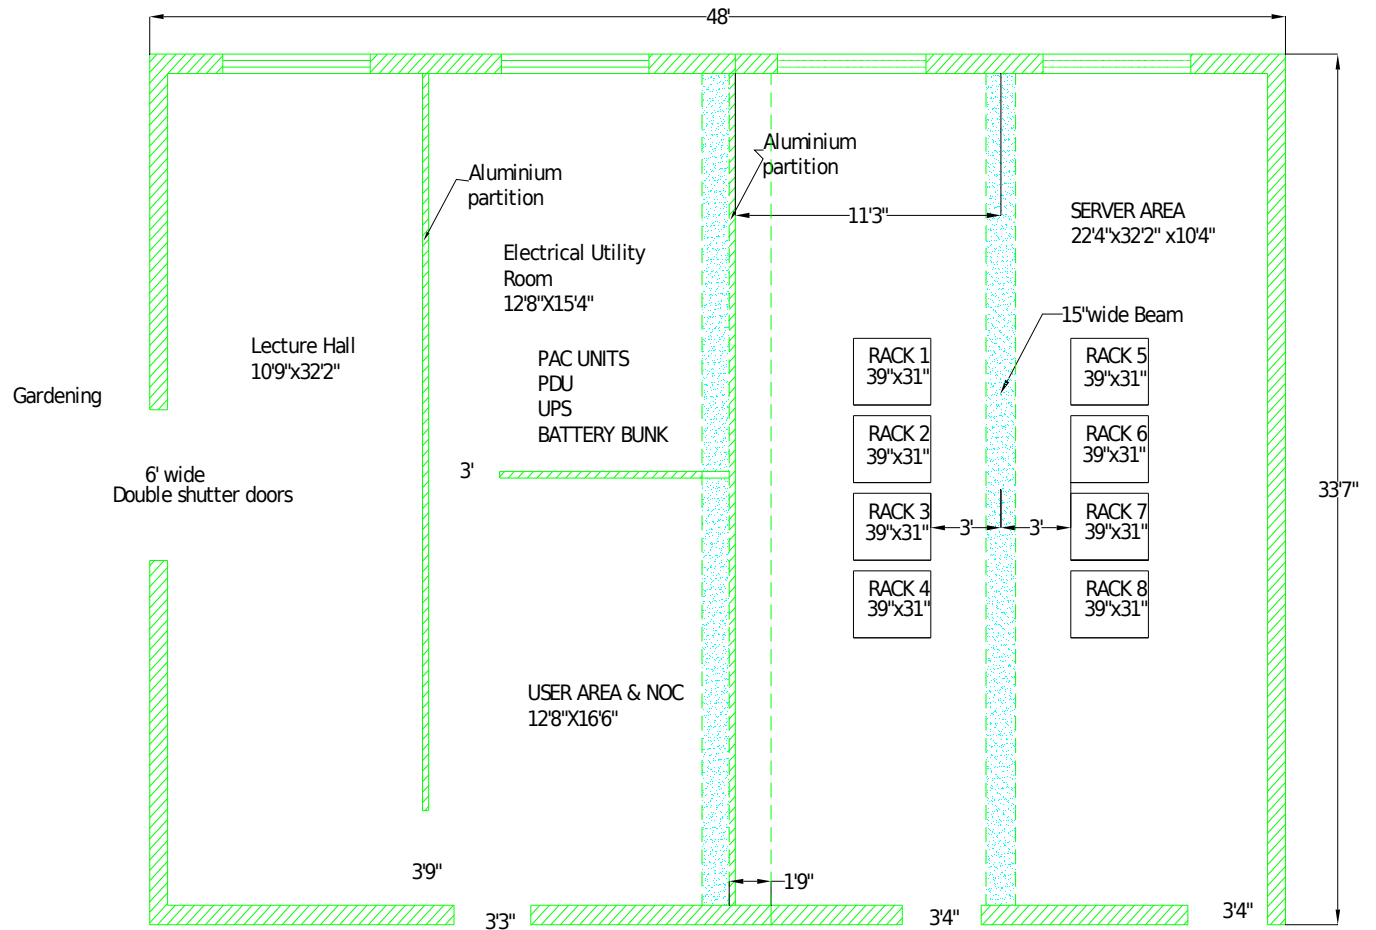 48'
Aluminium
partition
Aluminium
partition
11'3"
SERVER AREA
22'4"x32'2" x10'4"
Electrical Utility
Room
12'8"X15'4"
15"wide Beam
Lecture Hall
10'9"x32'2"
PAC UNITS
PDU
UPS
BATTERY BUNK
RACK 1
39"x31"
RACK 5
39"x31"
Gardening
RACK 2
39"x31"
RACK 6
39"x31"
6' wide
Double shutter doors
3'
33'7"
RACK 3
39"x31"
3'
3'
RACK 7
39"x31"
RACK 4
39"x31"
RACK 8
39"x31"
USER AREA & NOC
12'8"X16'6"
3'9"
1'9"
3'3"
3'4"
3'4"